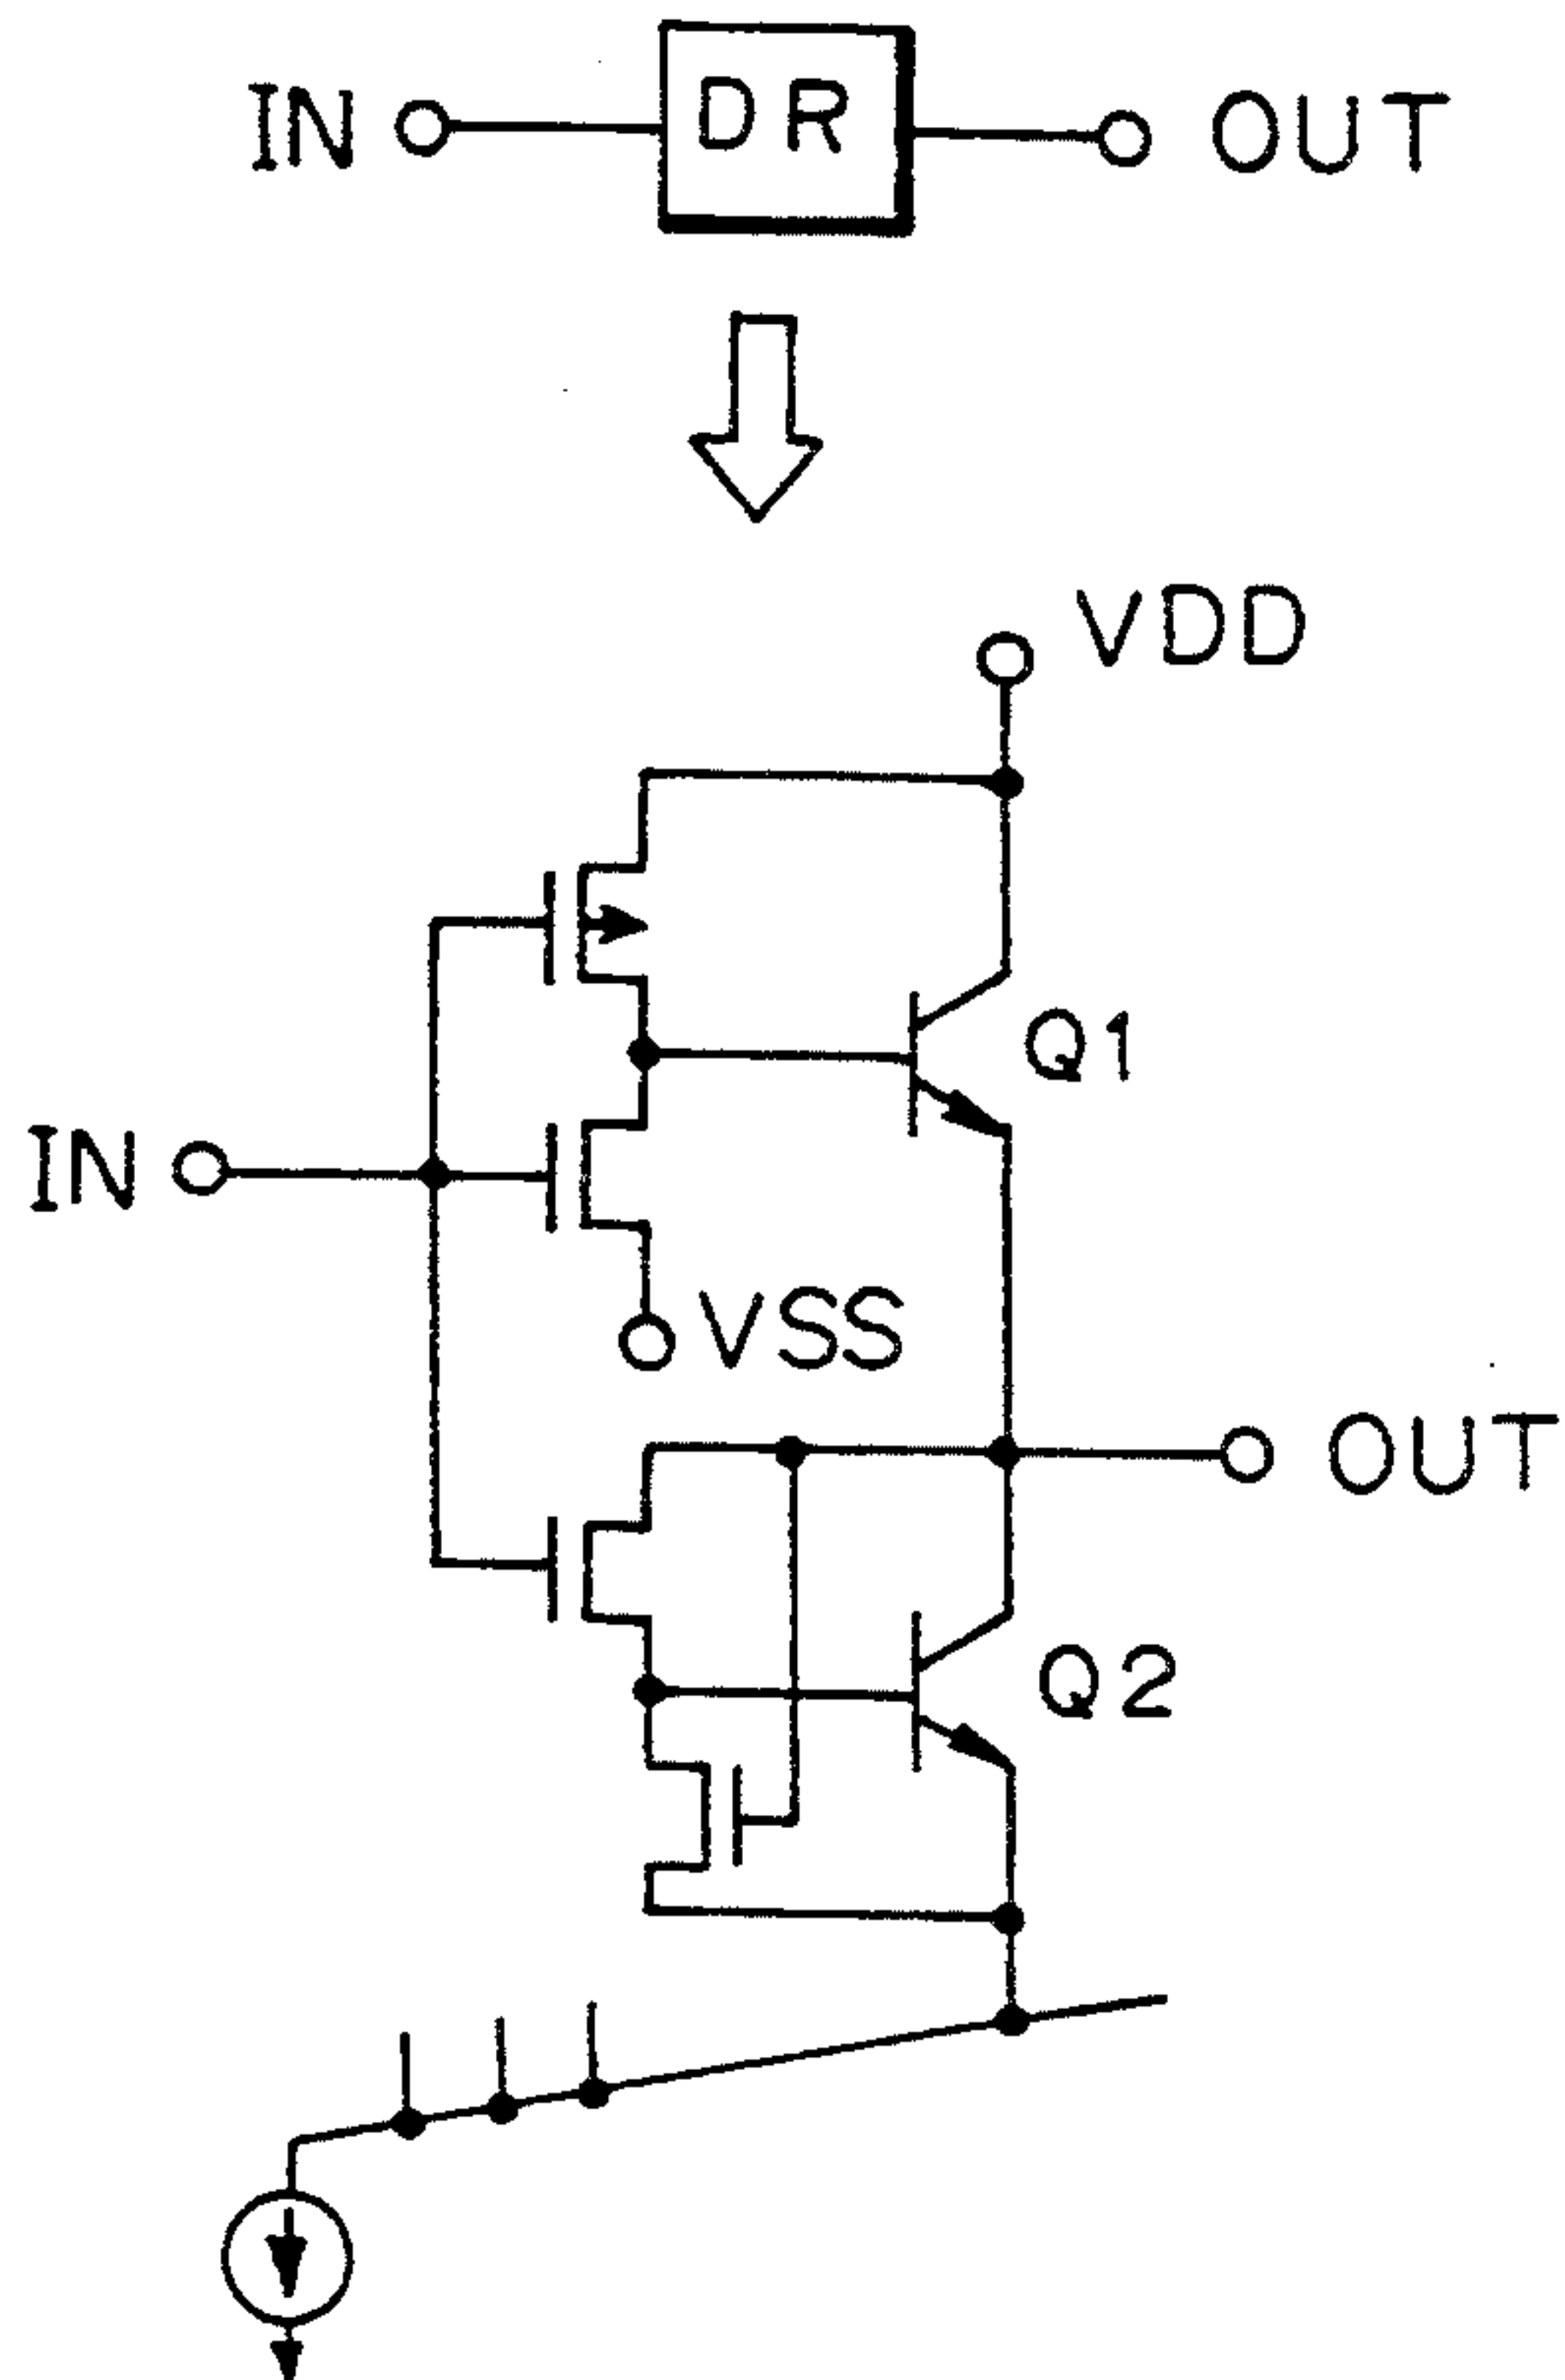 IN DR OUT
VDD
Q1
IN
VSS
OUT
Q2